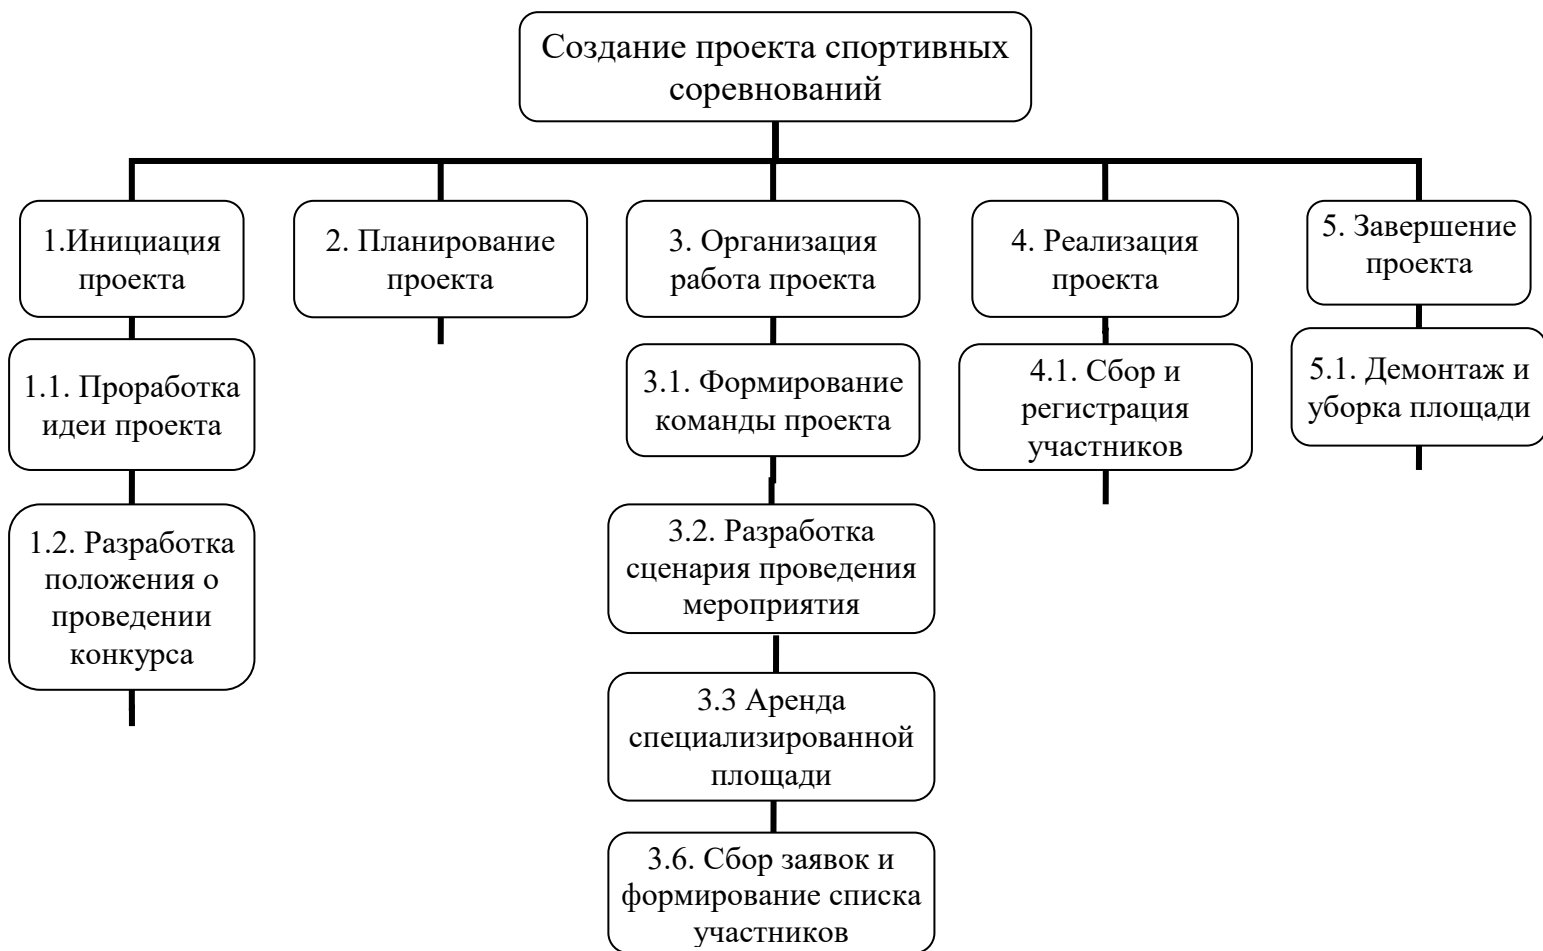 Создание проекта спортивных
соревнований
1.Инициация
проекта
2. Планирование
проекта
3. Организация
работа проекта
4. Реализация
проекта
5. Завершение
проекта
1.1. Проработка
идеи проекта
3.1. Формирование
команды проекта
4.1. Сбор и
регистрация
участников
5.1. Демонтаж и
уборка площади
1.2. Разработка
положения о
проведении
конкурса
3.2. Разработка
сценария проведения
мероприятия
3.3 Аренда
специализированной
площади
3.6. Сбор заявок и
формирование списка
участников